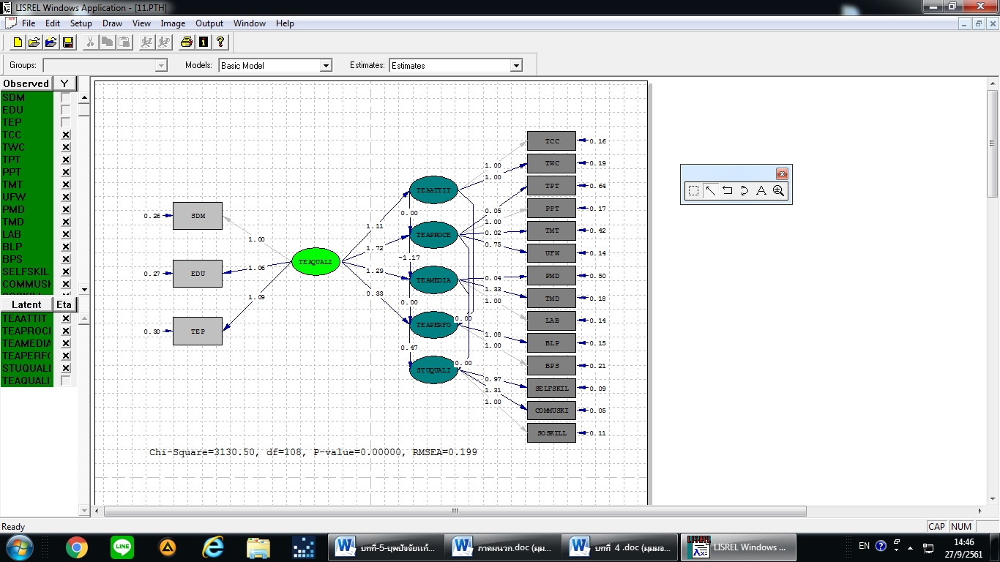 LISREL Windows Application - [11.PTH]
File Edit Setup Draw View Image Output Window Help
Groups: Models: Basic Model Estimates: Estimates
Observed Y
SDM
EDU
TEP
TCC
TWC
TPT
PPT
TMT
UFW
PMD
TMD
LAB
BLP
BPS
SELFSKIL
COMMUSKI
Latent Eta
TEAATTIT
TEAPROCI
TEAMEDIA
TEAPERFO
STUQUALI
TEAQUALI
TCC 0.16
1.00
TWC 0.19
1.00
TEAATTIT
TPT 0.64
0.05
PPT 0.17
0.26 SDM
0.00
1.00
1.11
TEAPROCE
TMT 0.42
0.02
1.00
1.72
0.75
UFW 0.14
TEAQUALI
-1.17
0.27 EDU
1.06
1.29
TEAMEDIA
0.04
PMD 0.50
1.33
0.33
1.09
TMD 0.18
1.00
0.00
LAB 0.14
0.30 TEP
TEAPERFO
0.00
1.08
BLP 0.15
1.00
0.47
BPS 0.21
0.00
STUQUALI
0.97
SELFSKIL 0.09
1.31
1.00
COMMUSKI 0.05
SOSKILL 0.11
Chi-Square=3130.50, df=108, P-value=0.00000, RMSEA=0.199
Ready CAP NUM
LINE
บทที่-5-บุพปัจจัยแก้...
ภาคผนวก.doc (มุม...
บทที่ 4 .doc (มุมมอ...
LISREL Windows ...
EN
14:46
27/9/2561